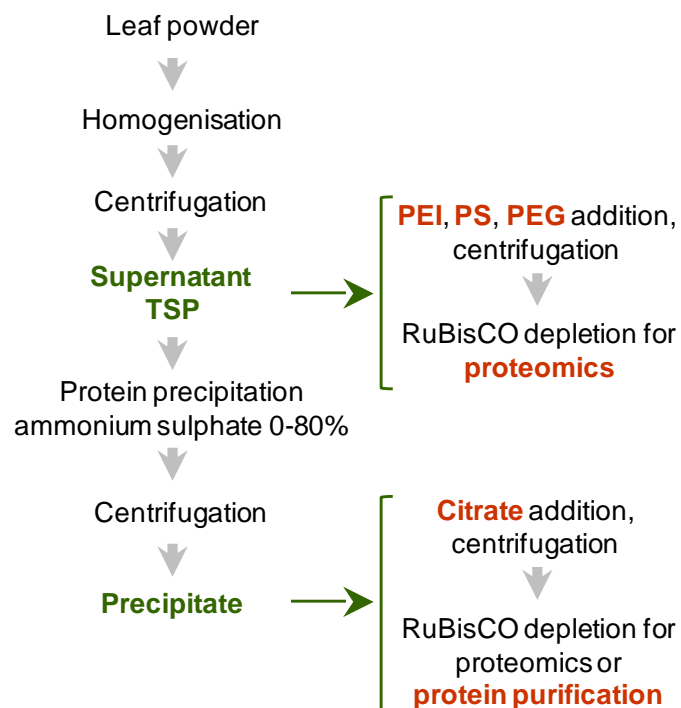 Leaf powder
Homogenisation
Centrifugation
Supernatant
TSP
Protein precipitation
ammonium sulphate 0-80%
Centrifugation
Precipitate
PEI, PS, PEG addition,
centrifugation
RuBisCO depletion for
proteomics
Citrate addition,
centrifugation
RuBisCO depletion for
proteomics or
protein purification